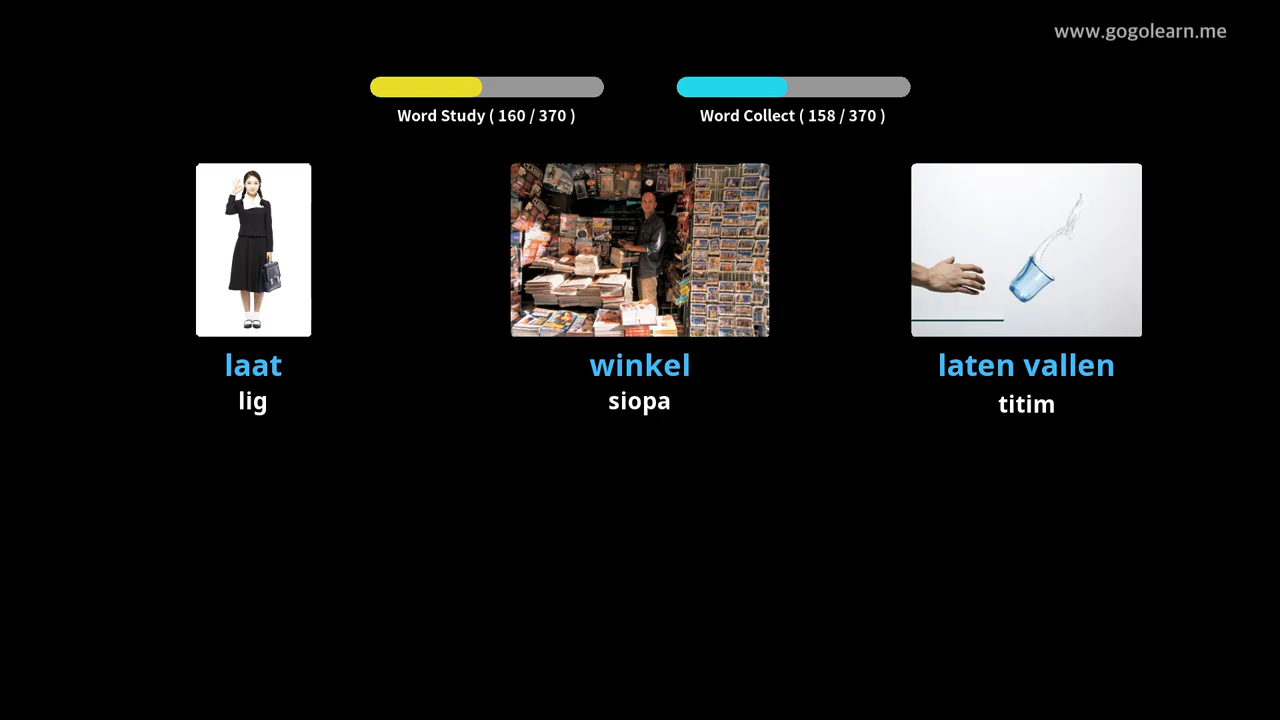 www.gogolearn.me
Word Study ( 160 / 370 )
Word Collect ( 158 / 370 )
laat
lig
winkel
siopa
laten vallen
titim